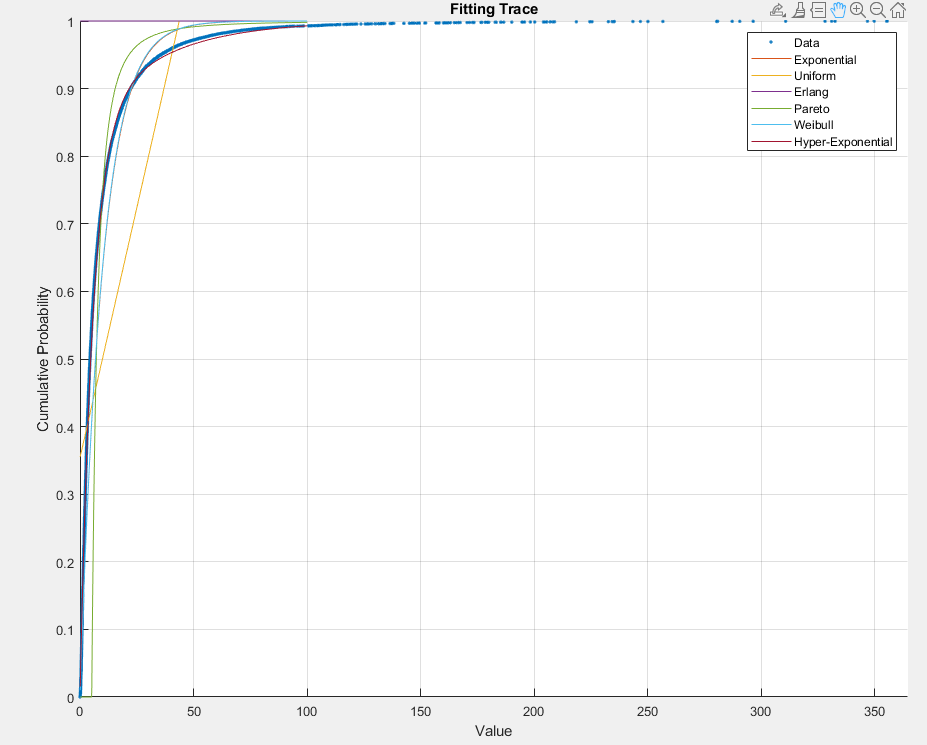 Fitting Trace
Data
Exponential
Uniform
Erlang
Pareto
Weibull
Hyper-Exponential
1
0.9
0.8
0.7
0.6
0.5
0.4
0.3
0.2
0.1
0
Cumulative Probability
0 50 100 150 200 250 300 350
Value